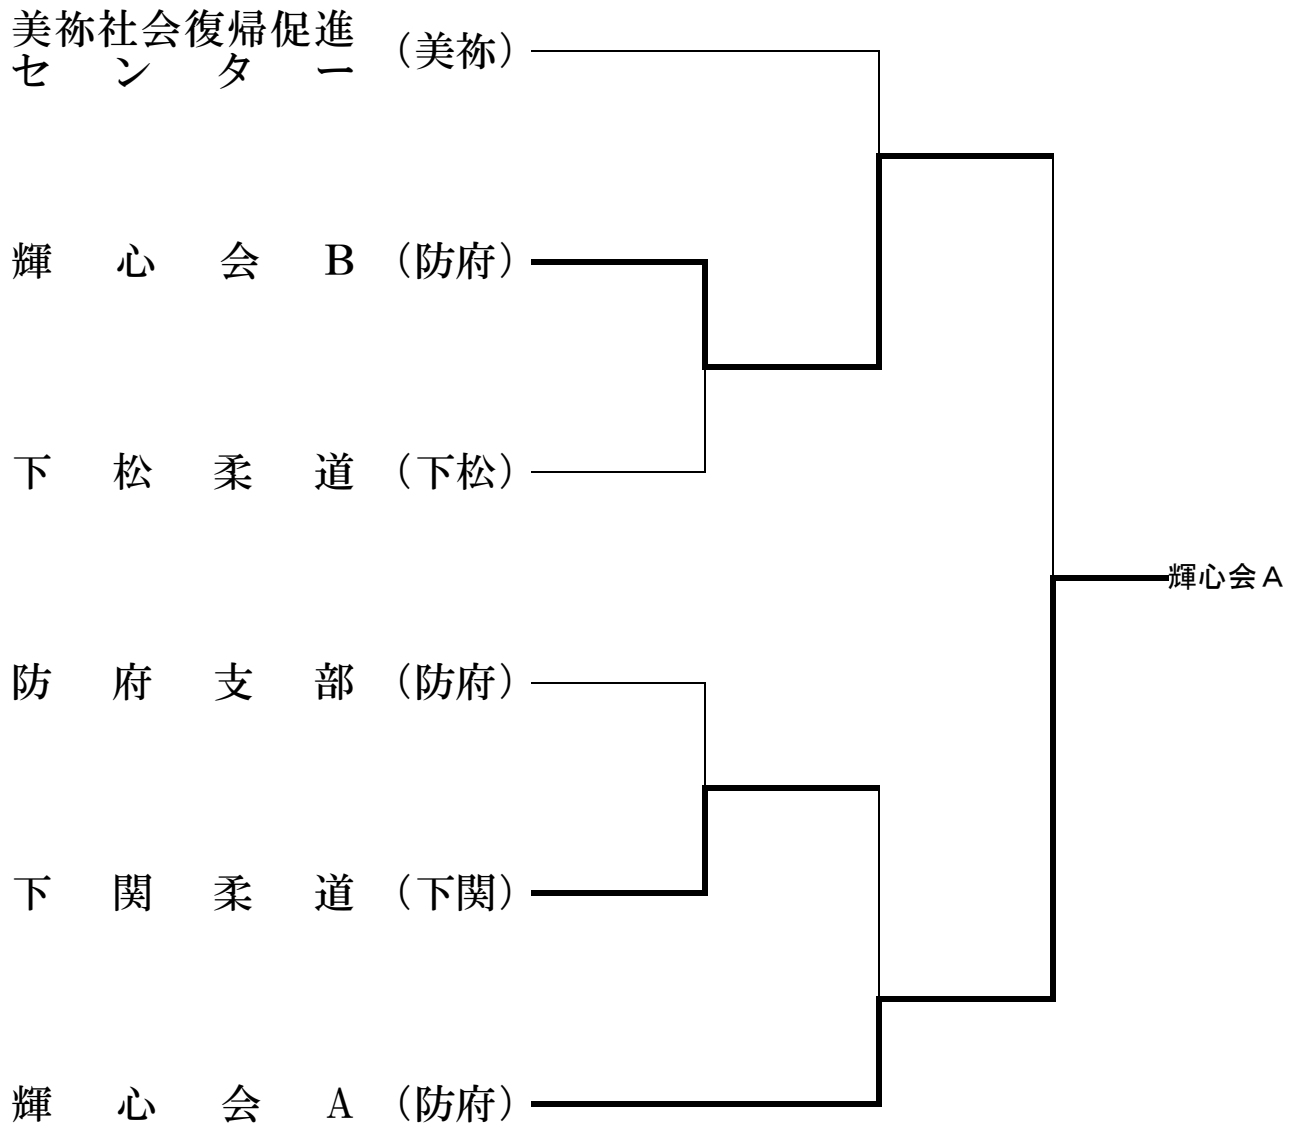 美祢社会復帰促進
センター （美祢）
輝心会B （防府）
下松柔道 （下松）
輝心会A
防府支部 （防府）
下関柔道 （下関）
輝心会A （防府）